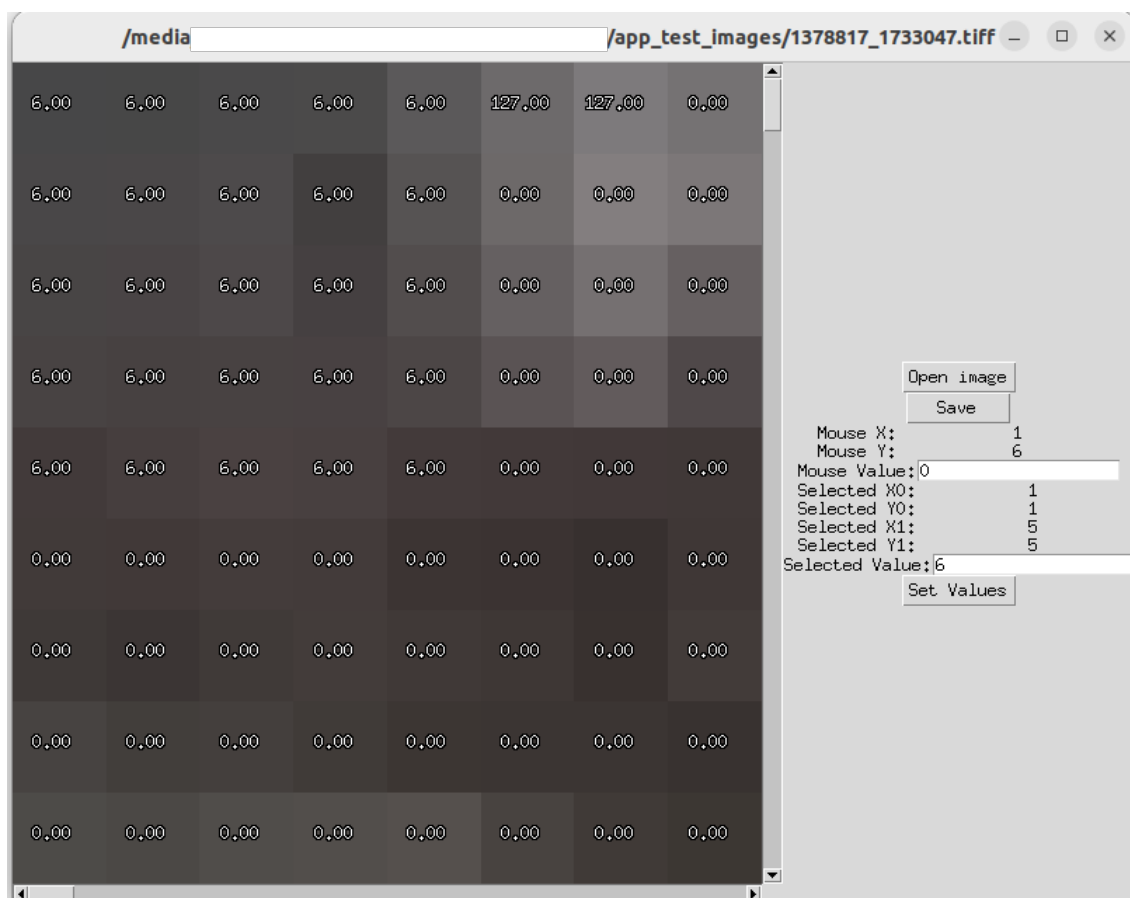 /media /app_test_images/1378817_1733047.tiff
6.00 6.00 6.00 6.00 6.00 127.00 127.00 0.00
6.00 6.00 6.00 6.00 6.00 0.00 0.00 0.00
6.00 6.00 6.00 6.00 6.00 0.00 0.00 0.00
6.00 6.00 6.00 6.00 6.00 0.00 0.00 0.00
6.00 6.00 6.00 6.00 6.00 0.00 0.00 0.00
0.00 0.00 0.00 0.00 0.00 0.00 0.00 0.00
0.00 0.00 0.00 0.00 0.00 0.00 0.00 0.00
0.00 0.00 0.00 0.00 0.00 0.00 0.00 0.00
0.00 0.00 0.00 0.00 0.00 0.00 0.00 0.00
Open image
Save
Mouse X: 1
Mouse Y: 6
Mouse Value: 0
Selected X0: 1
Selected Y0: 1
Selected X1: 5
Selected Y1: 5
Selected Value: 6
Set Values